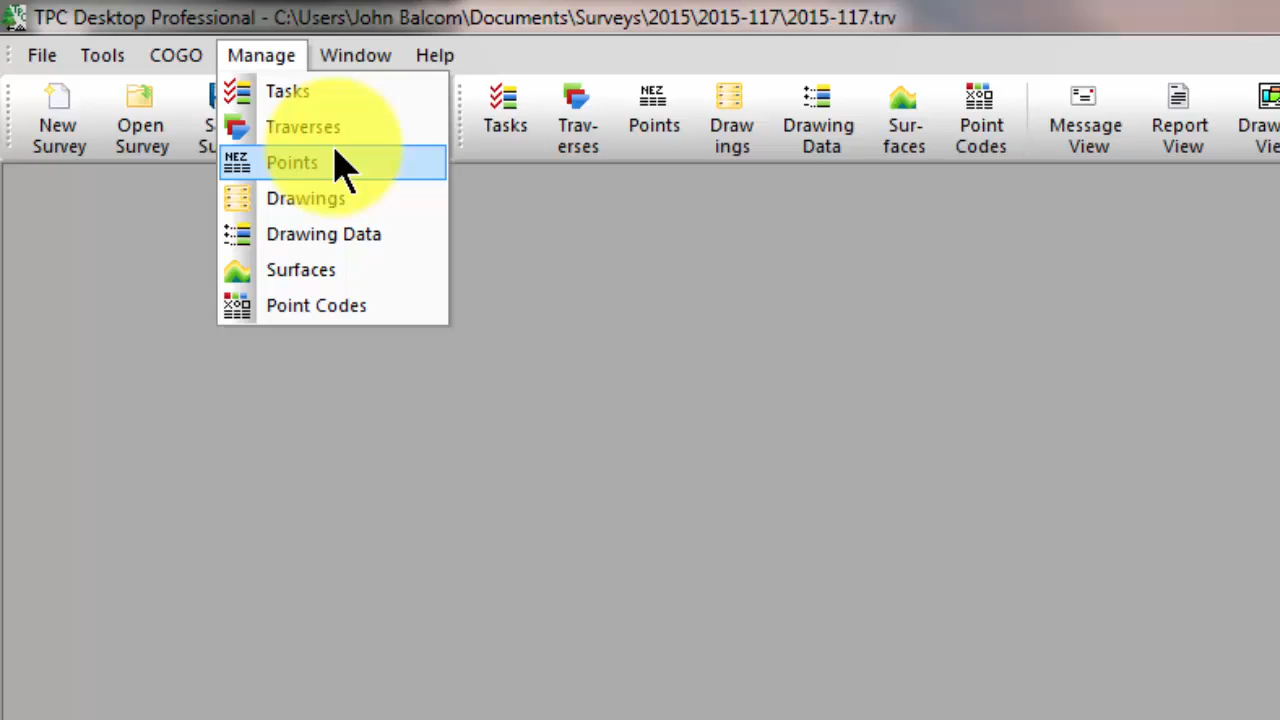 TPC Desktop Professional - C:\Users\John Balcom\Documents\Surveys\2015\2015-117\2015-117.trv
File Tools COGO Manage Window Help
New Survey
Open Survey
Tasks
Trav-erses
NEZ
Points
Draw ings
Drawing Data
Sur-faces
Point Codes
Message View
Report View
Tasks
Traverses
NEZ Points
Drawings
Drawing Data
Surfaces
Point Codes